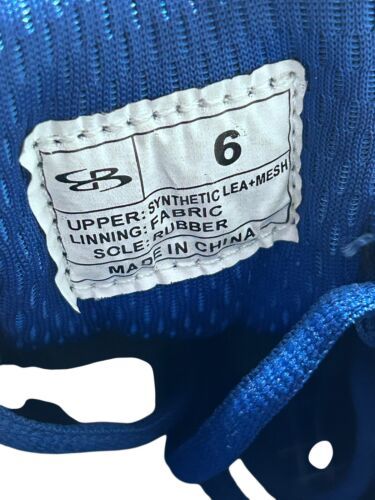 6
UPPER: SYNTHETIC LEA+MESH
LINNING: FABRIC
SOLE: RUBBER
MADE IN CHINA